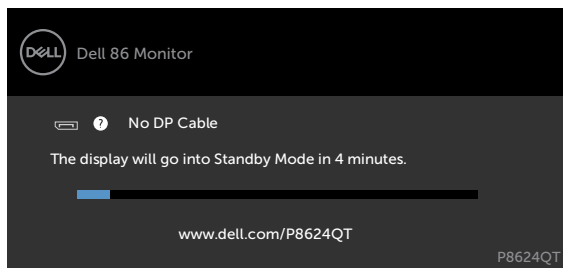 DELL
Dell 86 Monitor
? No DP Cable
The display will go into Standby Mode in 4 minutes.
www.dell.com/P8624QT
P8624QT